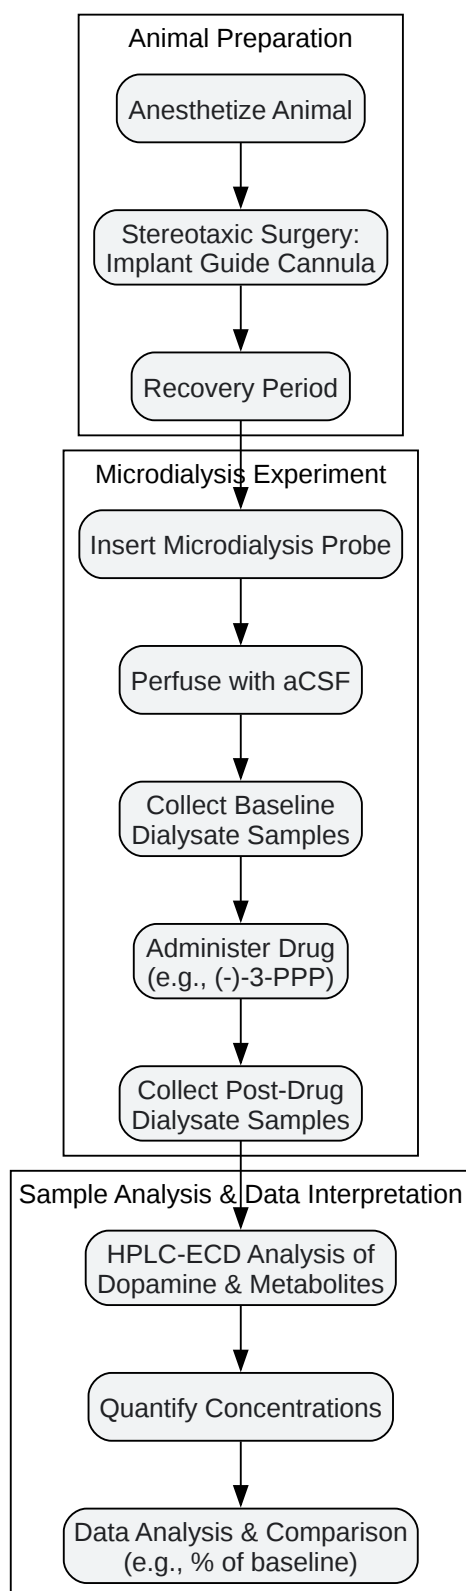 Animal Preparation
Anesthetize Animal
Stereotaxic Surgery:
Implant Guide Cannula
Recovery Period
Microdialysis Experiment
Insert Microdialysis Probe
Perfuse with aCSF
Collect Baseline
Dialysate Samples
Administer Drug
(e.g., (-)-3-PPP)
Collect Post-Drug
Dialysate Samples
Sample Analysis & Data Interpretation
HPLC-ECD Analysis of
Dopamine & Metabolites
Quantify Concentrations
Data Analysis & Comparison
(e.g., % of baseline)